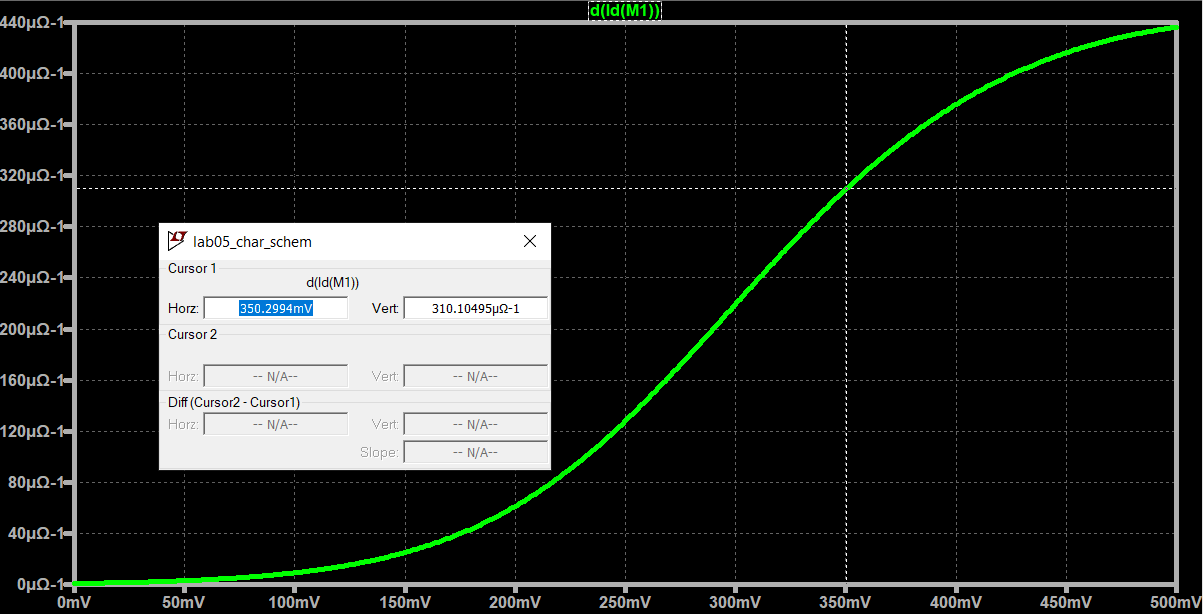 d(Id(M1))
440µΩ-1
400µΩ-1
360µΩ-1
320µΩ-1
280µΩ-1
240µΩ-1
200µΩ-1
160µΩ-1
120µΩ-1
80µΩ-1
40µΩ-1
0µΩ-1
lab05_char_schem
Cursor 1
d(Id(M1))
Horz: 350.2994mV Vert: 310.10495µΩ-1
Cursor 2
Horz: -- N/A-- Vert: -- N/A--
Diff (Cursor2 - Cursor1)
Horz: -- N/A-- Vert: -- N/A--
Slope: -- N/A--
0mV 50mV 100mV 150mV 200mV 250mV 300mV 350mV 400mV 450mV 500mV